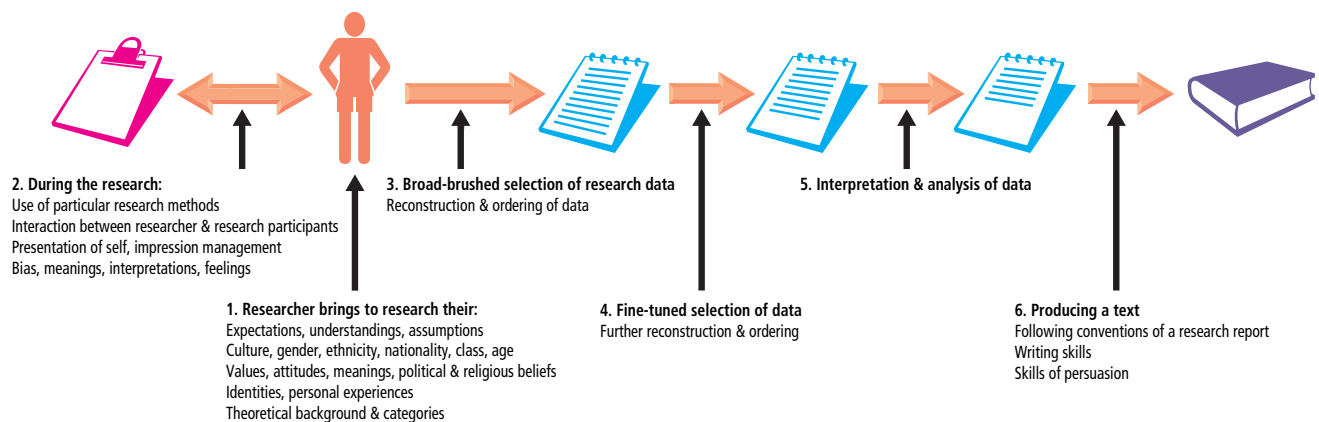 2. During the research:
Use of particular research methods
Interaction between researcher & research participants
Presentation of self, impression management
Bias, meanings, interpretations, feelings
1. Researcher brings to research their:
Expectations, understandings, assumptions
Culture, gender, ethnicity, nationality, class, age
Values, attitudes, meanings, political & religious beliefs
Identities, personal experiences
Theoretical background & categories
3. Broad-brushed selection of research data
Reconstruction & ordering of data
4. Fine-tuned selection of data
Further reconstruction & ordering
5. Interpretation & analysis of data
6. Producing a text
Following conventions of a research report
Writing skills
Skills of persuasion